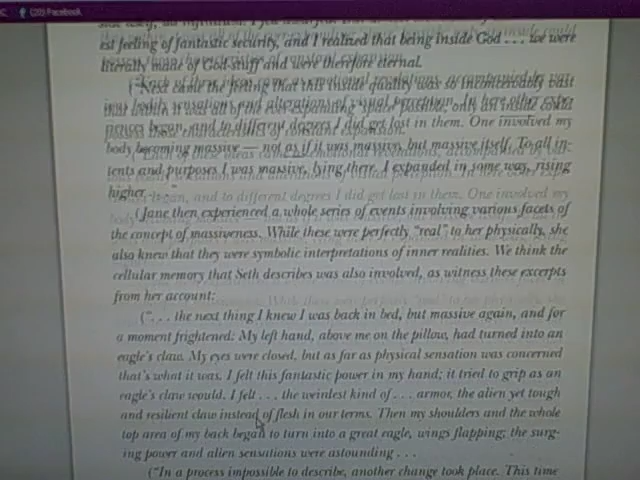 (20) Facebook
est feeling of fantastic security, and I realized that being inside God . . . we were
literally made of God-stuff and were therefore eternal.
("Next came the feeling that this inside quality was so inconceivably vast
that within it was all of the
pences began, and to different degrees I did get lost in them. One involved my
body becoming massive — not as if it was massive, but massive itself. To all in-
tents and purposes I was massive, lying there. I expanded in some way, rising
higher. . . ."
(Jane then experienced a whole series of events involving various facets of
the concept of massiveness. While these were perfectly "real" to her physically, she
also knew that they were symbolic interpretations of inner realities. We think the
cellular memory that Seth describes was also involved, as witness these excerpts
from her account:
(". . . the next thing I knew I was back in bed, but massive again, and for
a moment frightened: My left hand, above me on the pillow, had turned into an
eagle's claw. My eyes were closed, but as far as physical sensation was concerned
that's what it was. I felt this fantastic power in my hand; it tried to grip as an
eagle's claw would. I felt . . . the weirdest kind of . . . armor, the alien yet tough
and resilient claw instead of flesh in our terms. Then my shoulders and the whole
top area of my back began to turn into a great eagle, wings flapping; the surg-
ing power and alien sensations were astounding . . .
("In a process impossible to describe, another change took place. This time